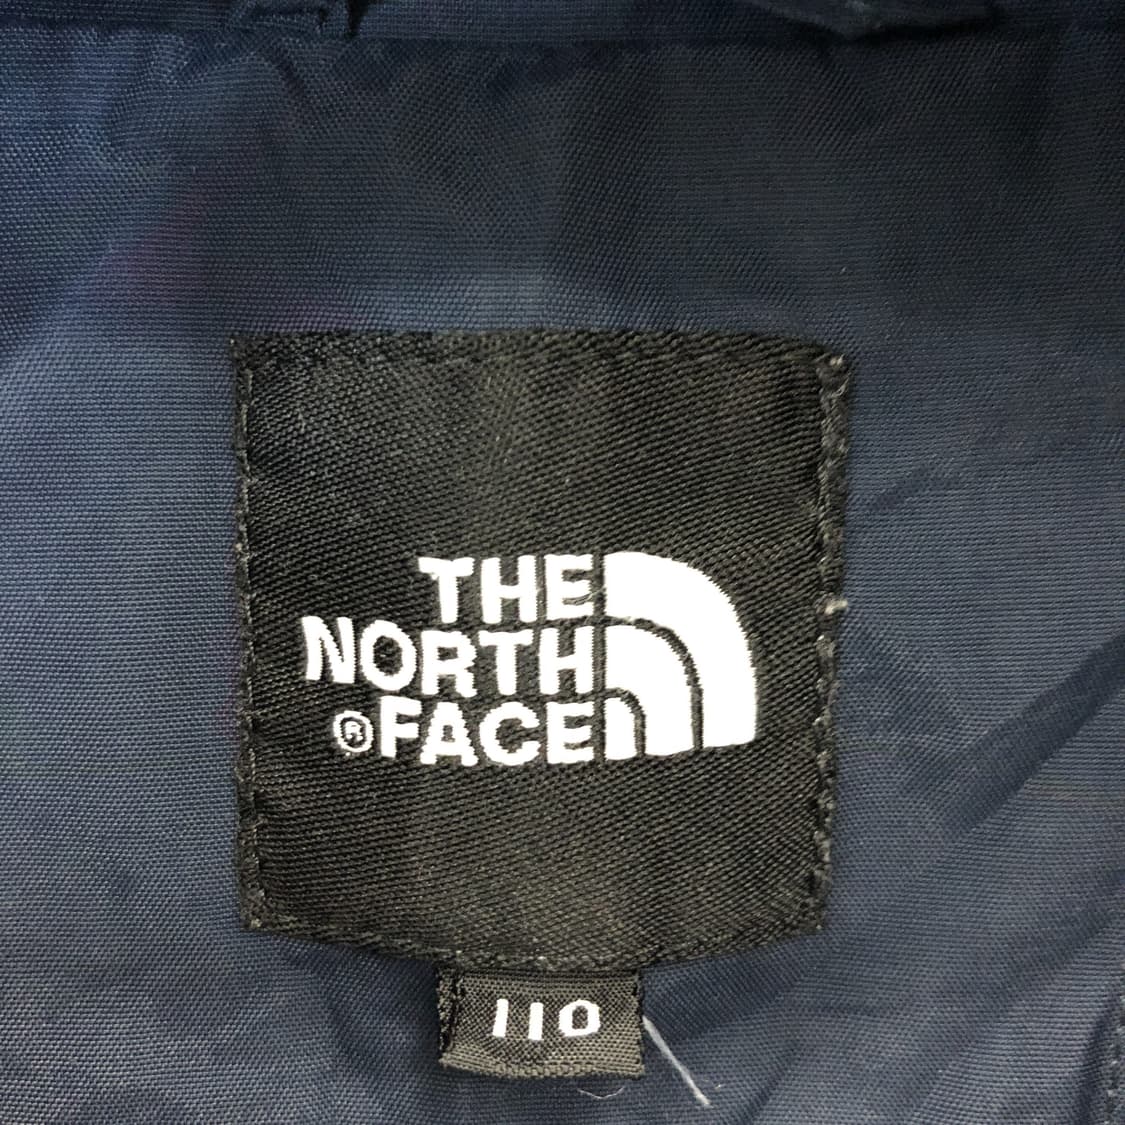 THE
NORTH
®FACE
110